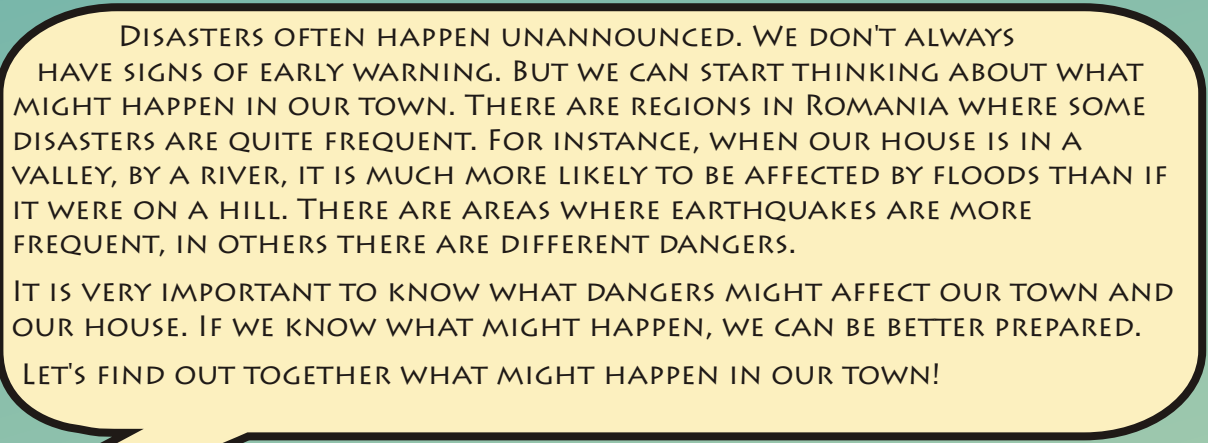 Disasters often happen unannounced. We don't always
have signs of early warning. But we can start thinking about what
might happen in our town. There are regions in Romania where some
disasters are quite frequent. For instance, when our house is in a
valley, by a river, it is much more likely to be affected by floods than if
it were on a hill. There are areas where earthquakes are more
frequent, in others there are different dangers.
It is very important to know what dangers might affect our town and
our house. If we know what might happen, we can be better prepared.
Let's find out together what might happen in our town!